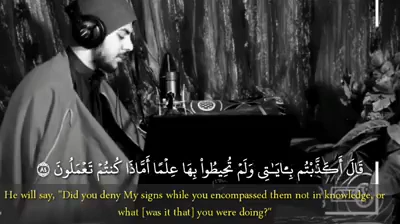 قَالَ أَكَذَّبْتُم بِـَٔايَـٰتِى وَلَمْ تُحِيطُوا۟ بِهَا عِلْمًا أَمَّاذَا كُنتُمْ تَعْمَلُونَ ٨٤
He will say, "Did you deny My signs while you encompassed them not in knowledge, or
what [was it that] you were doing?"